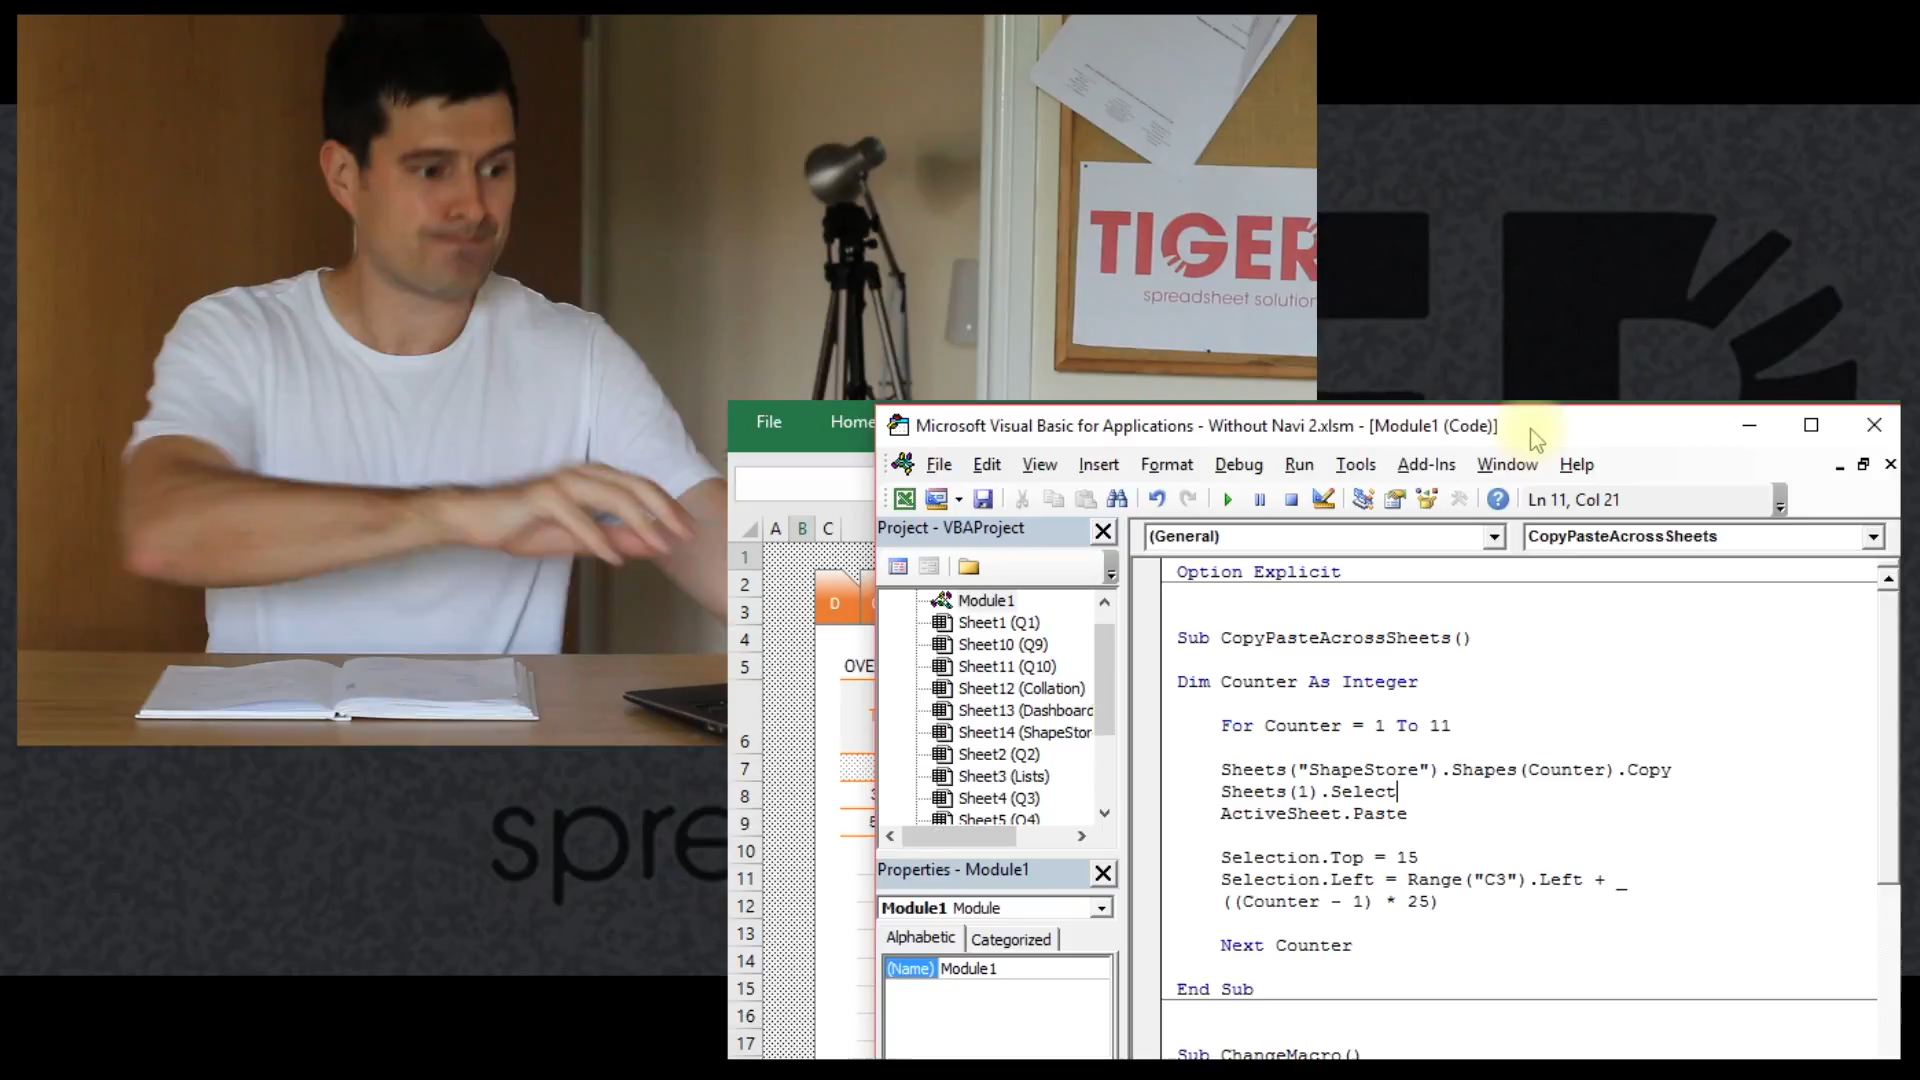 TIGER
spreadsheet solution
spre
File Home
Microsoft Visual Basic for Applications - Without Navi 2.xlsm - [Module1 (Code)]
File Edit View Insert Format Debug Run Tools Add-Ins Window Help
Ln 11, Col 21
Project - VBAProject
Module1
Sheet1 (Q1)
Sheet10 (Q9)
Sheet11 (Q10)
Sheet12 (Collation)
Sheet13 (Dashboard
Sheet14 (ShapeStor
Sheet2 (Q2)
Sheet3 (Lists)
Sheet4 (Q3)
Sheet5 (Q4)
Properties - Module1
Module1 Module
Alphabetic Categorized
(Name) Module1
(General) CopyPasteAcrossSheets
Option Explicit
Sub CopyPasteAcrossSheets()
Dim Counter As Integer
For Counter = 1 To 11
Sheets("ShapeStore").Shapes(Counter).Copy
Sheets(1).Select
ActiveSheet.Paste
Selection.Top = 15
Selection.Left = Range("C3").Left + _
((Counter - 1) * 25)
Next Counter
End Sub
Sub ChangeMacro()
A B C
1
2
3
D
4
5
OVE
6
7
8
9
10
11
12
13
14
15
16
17